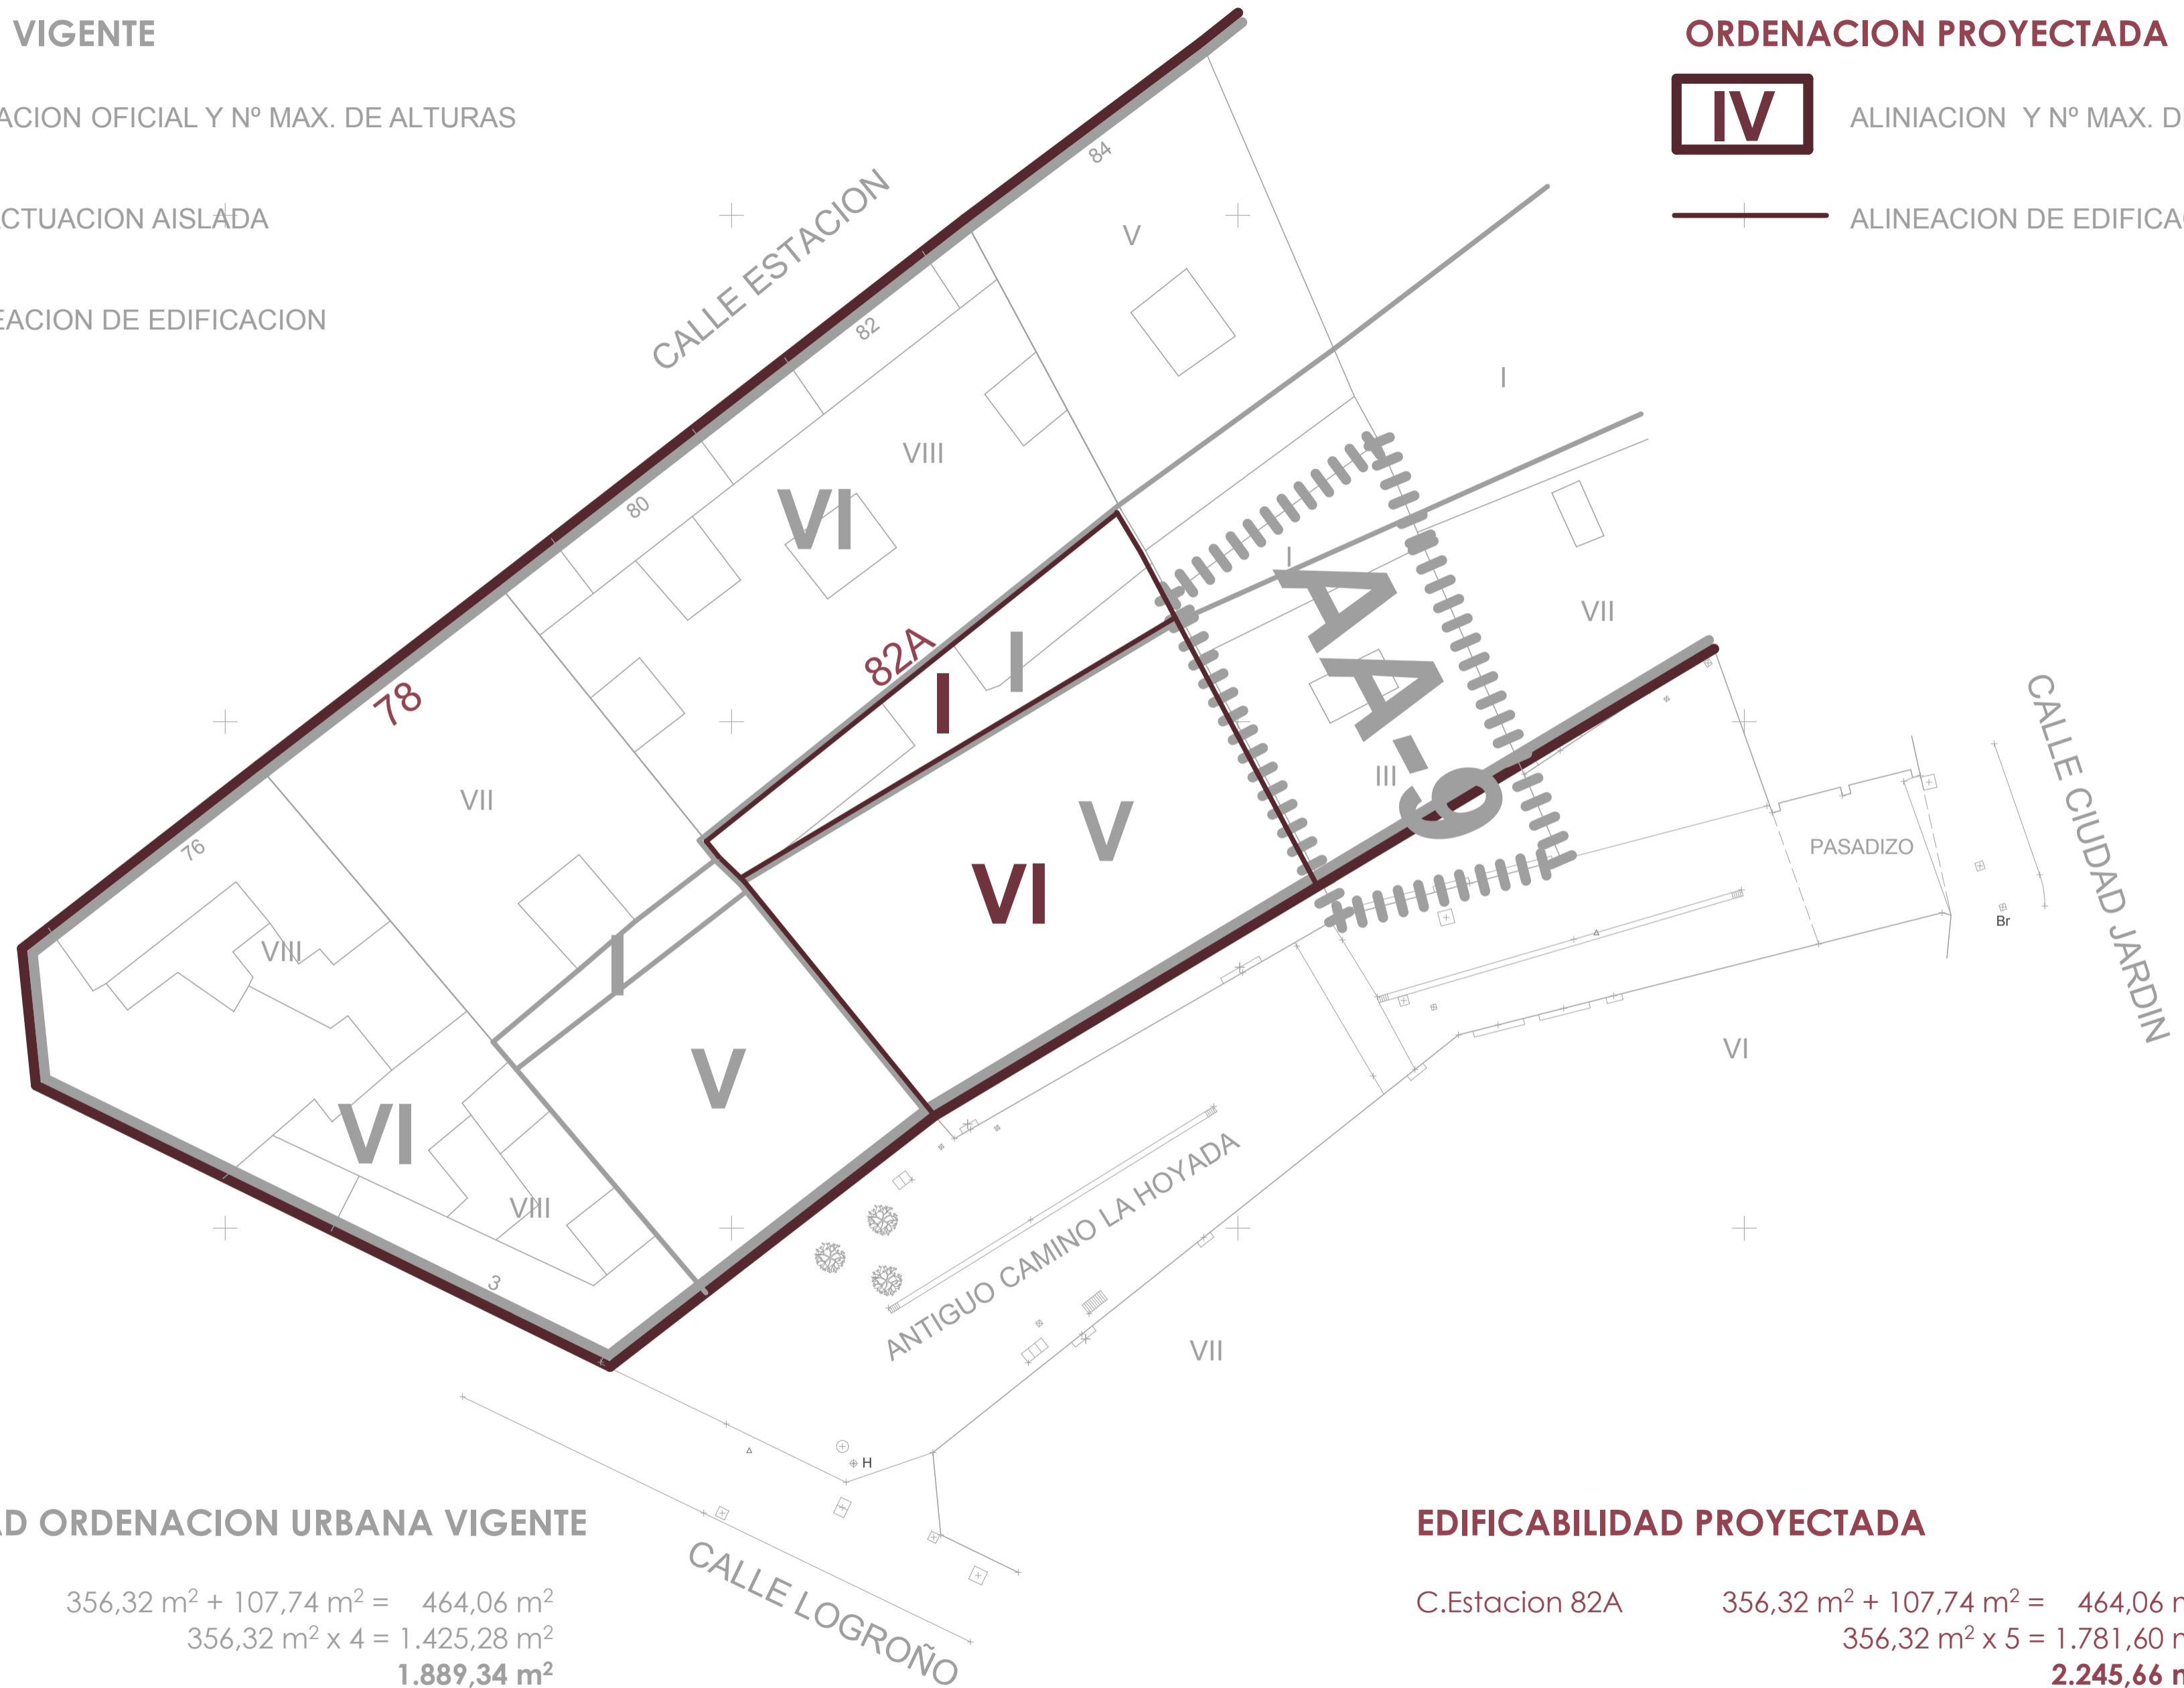 VIGENTE
ACION OFICIAL Y Nº MAX. DE ALTURAS
CTUACION AISLADA
EACION DE EDIFICACION
ORDENACION PROYECTADA
IV
ALINIACION Y Nº MAX. D
ALINEACION DE EDIFICA
CALLE ESTACION
84
V
82
I
VIII
VI
80
I
VII
82A
I
I
78
AA-9
III
VII
V
76
VI
PASADIZO
CALLE CIUDAD JARDIN
Br
VIII
I
V
VI
VI
VIII
3
ANTIGUO CAMINO LA HOYADA
VII
H
CALLE LOGROÑO
AD ORDENACION URBANA VIGENTE
356,32 m² + 107,74 m² = 464,06 m²
356,32 m² x 4 = 1.425,28 m²
1.889,34 m²
EDIFICABILIDAD PROYECTADA
C.Estacion 82A 356,32 m² + 107,74 m² = 464,06 m
356,32 m² x 5 = 1.781,60 m
2.245,66 m